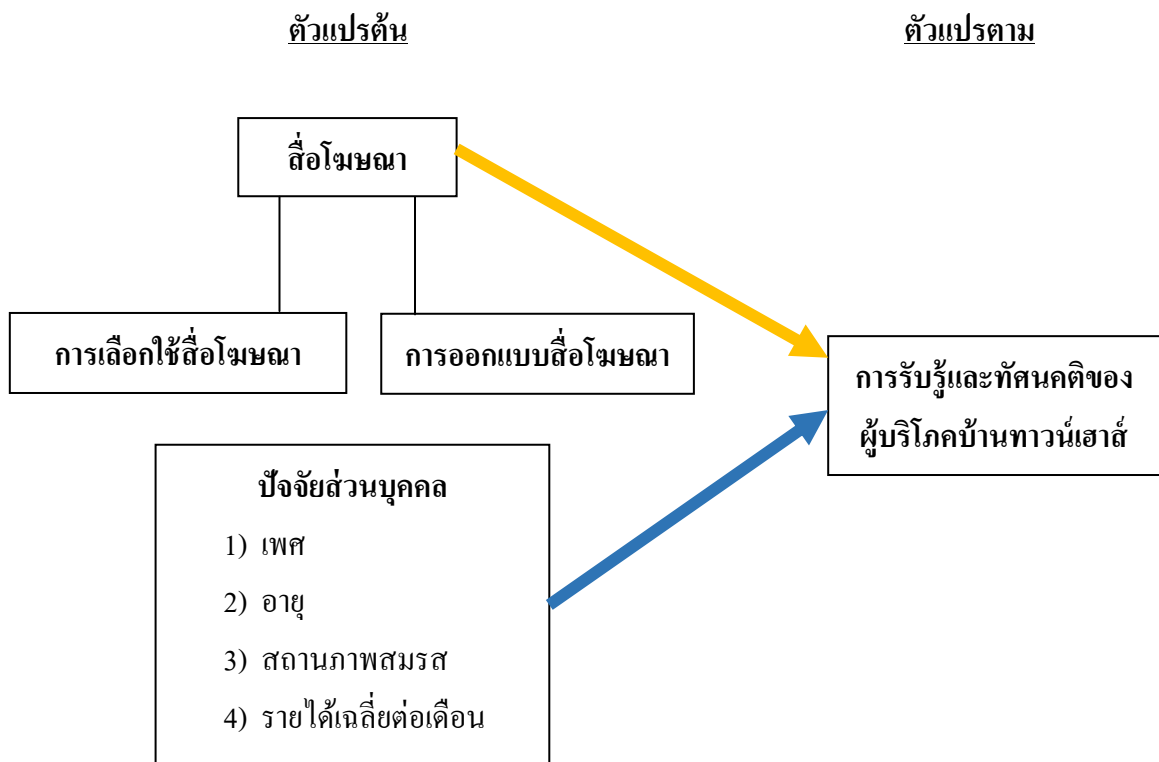 ตัวแปรต้น
ตัวแปรตาม
สื่อโฆษณา
การเลือกใช้สื่อโฆษณา
การออกแบบสื่อโฆษณา
การรับรู้และทัศนคติของ
ผู้บริโภคบ้านทาวน์เฮาส์
ปัจจัยส่วนบุคคล
1) เพศ
2) อายุ
3) สถานภาพสมรส
4) รายได้เฉลี่ยต่อเดือน